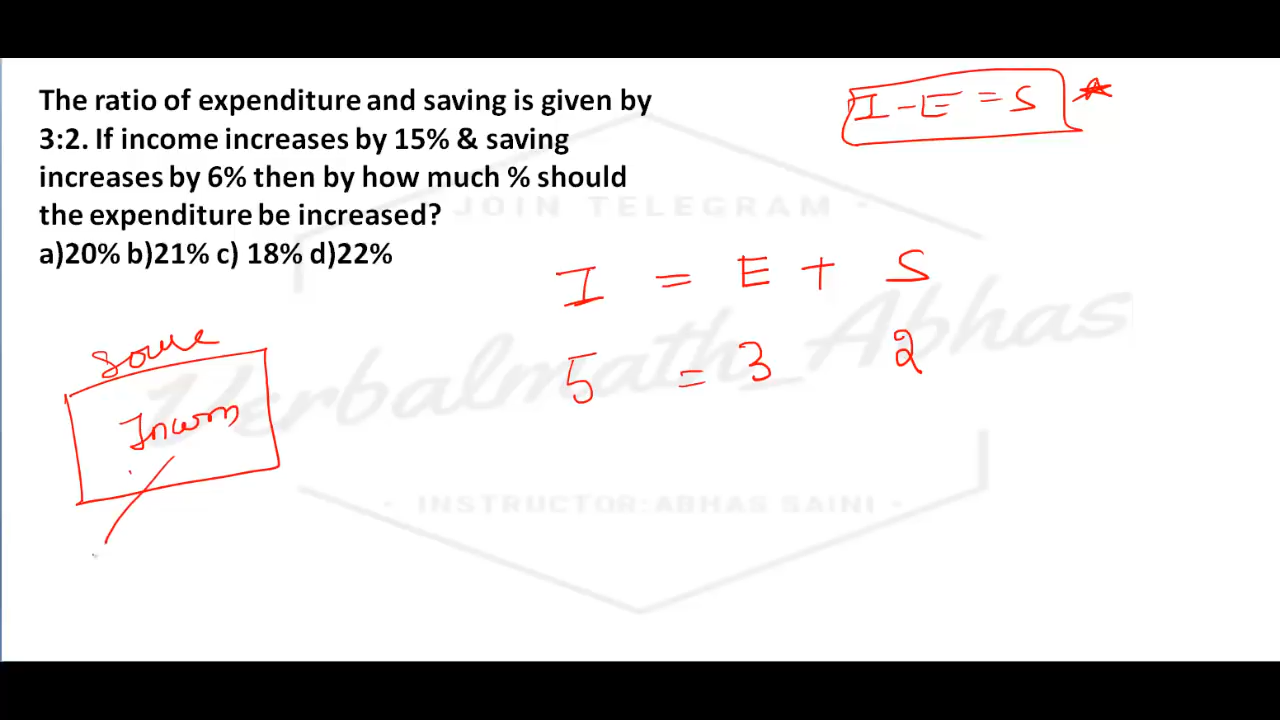 The ratio of expenditure and saving is given by
3:2. If income increases by 15% & saving
increases by 6% then by how much % should
the expenditure be increased?
a)20% b)21% c) 18% d)22%
I - E = S
- JOIN TELEGRAM -
I = E + S
5 = 3 2
Verbalmath_Abhas
- INSTRUCTOR:ABHAS SAINI -